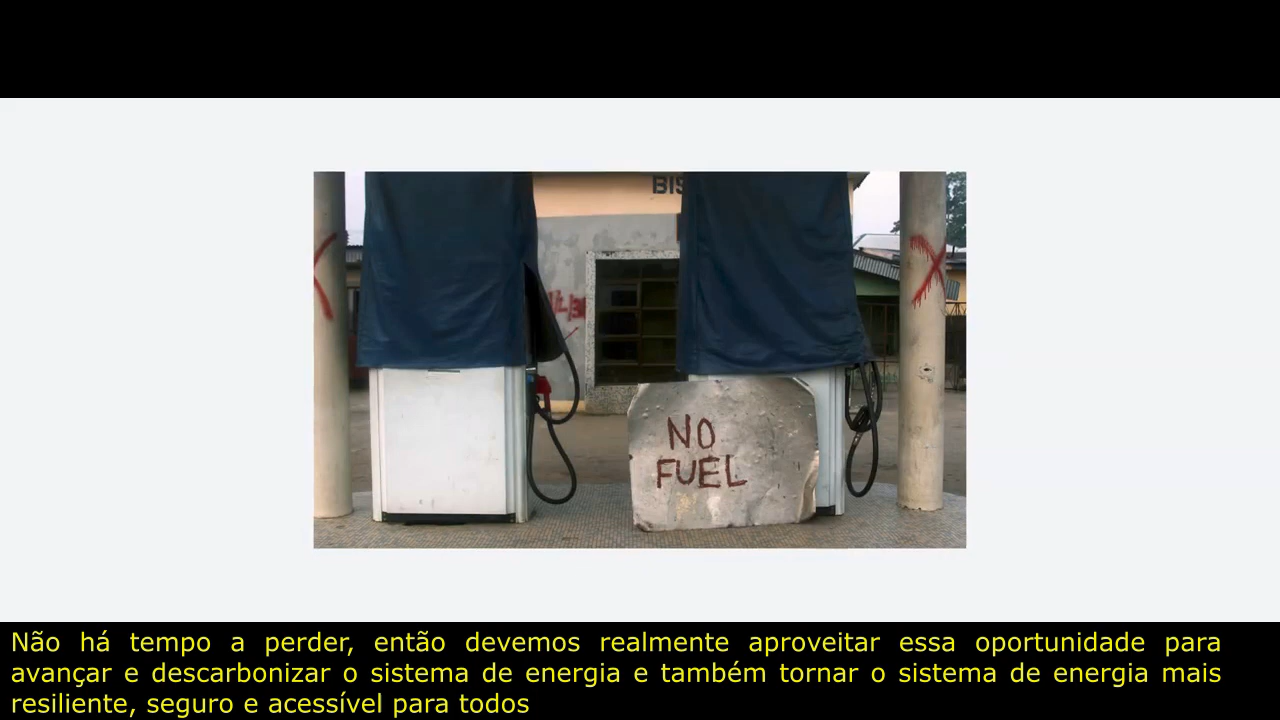 BIS
NO
FUEL
Não há tempo a perder, então devemos realmente aproveitar essa oportunidade para
avançar e descarbonizar o sistema de energia e também tornar o sistema de energia mais
resiliente, seguro e acessível para todos